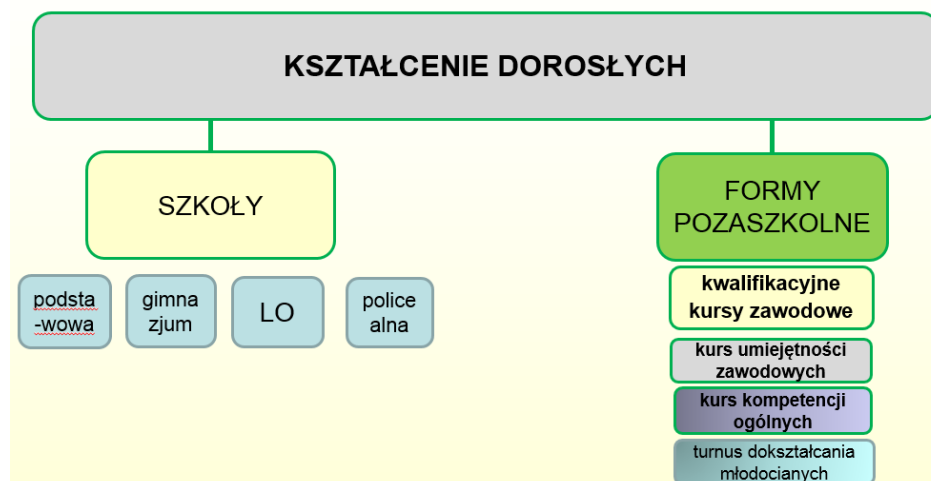 KSZTAŁCENIE DOROSŁYCH
SZKOŁY
FORMY
POZASZKOLNE
podsta
-wowa
gimna
zjum
LO
police
alna
kwalifikacyjne
kursy zawodowe
kurs umiejętności
zawodowych
kurs kompetencji
ogólnych
turnus dokształcania
młodocianych